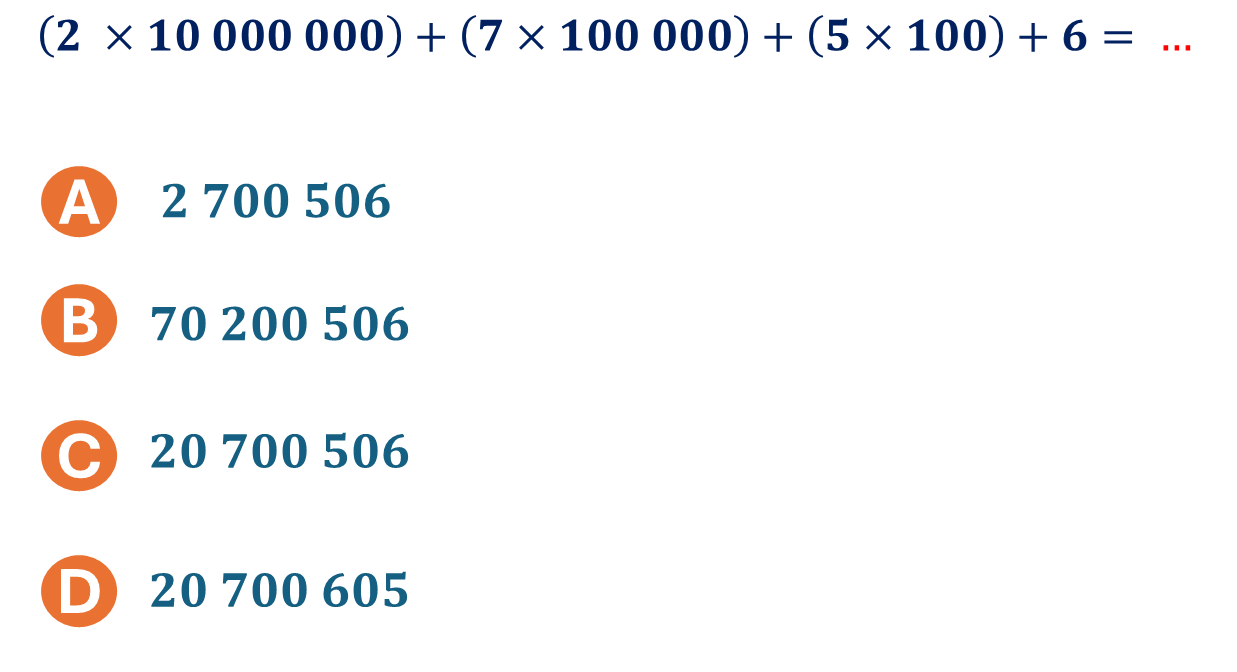 (2 × 10 000 000) + (7 × 100 000) + (5 × 100) + 6 = ...
A 2 700 506
B 70 200 506
C 20 700 506
D 20 700 605